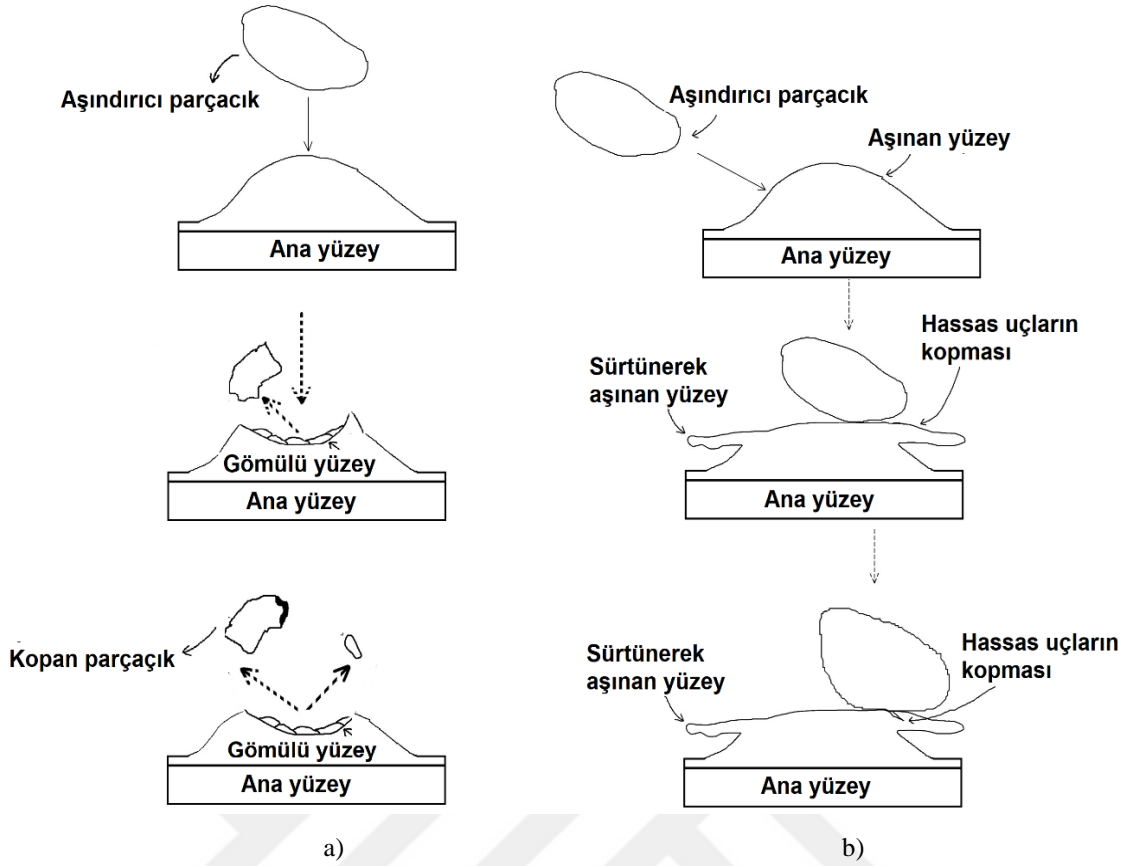 Aşındırıcı parçacık
Ana yüzey
Gömülü yüzey
Ana yüzey
Kopan parçaçık
Gömülü yüzey
Ana yüzey
a)
Aşındırıcı parçacık
Aşınan yüzey
Ana yüzey
Hassas uçların
kopması
Sürtünerek
aşınan yüzey
Ana yüzey
Hassas uçların
kopması
Sürtünerek
aşınan yüzey
Ana yüzey
b)